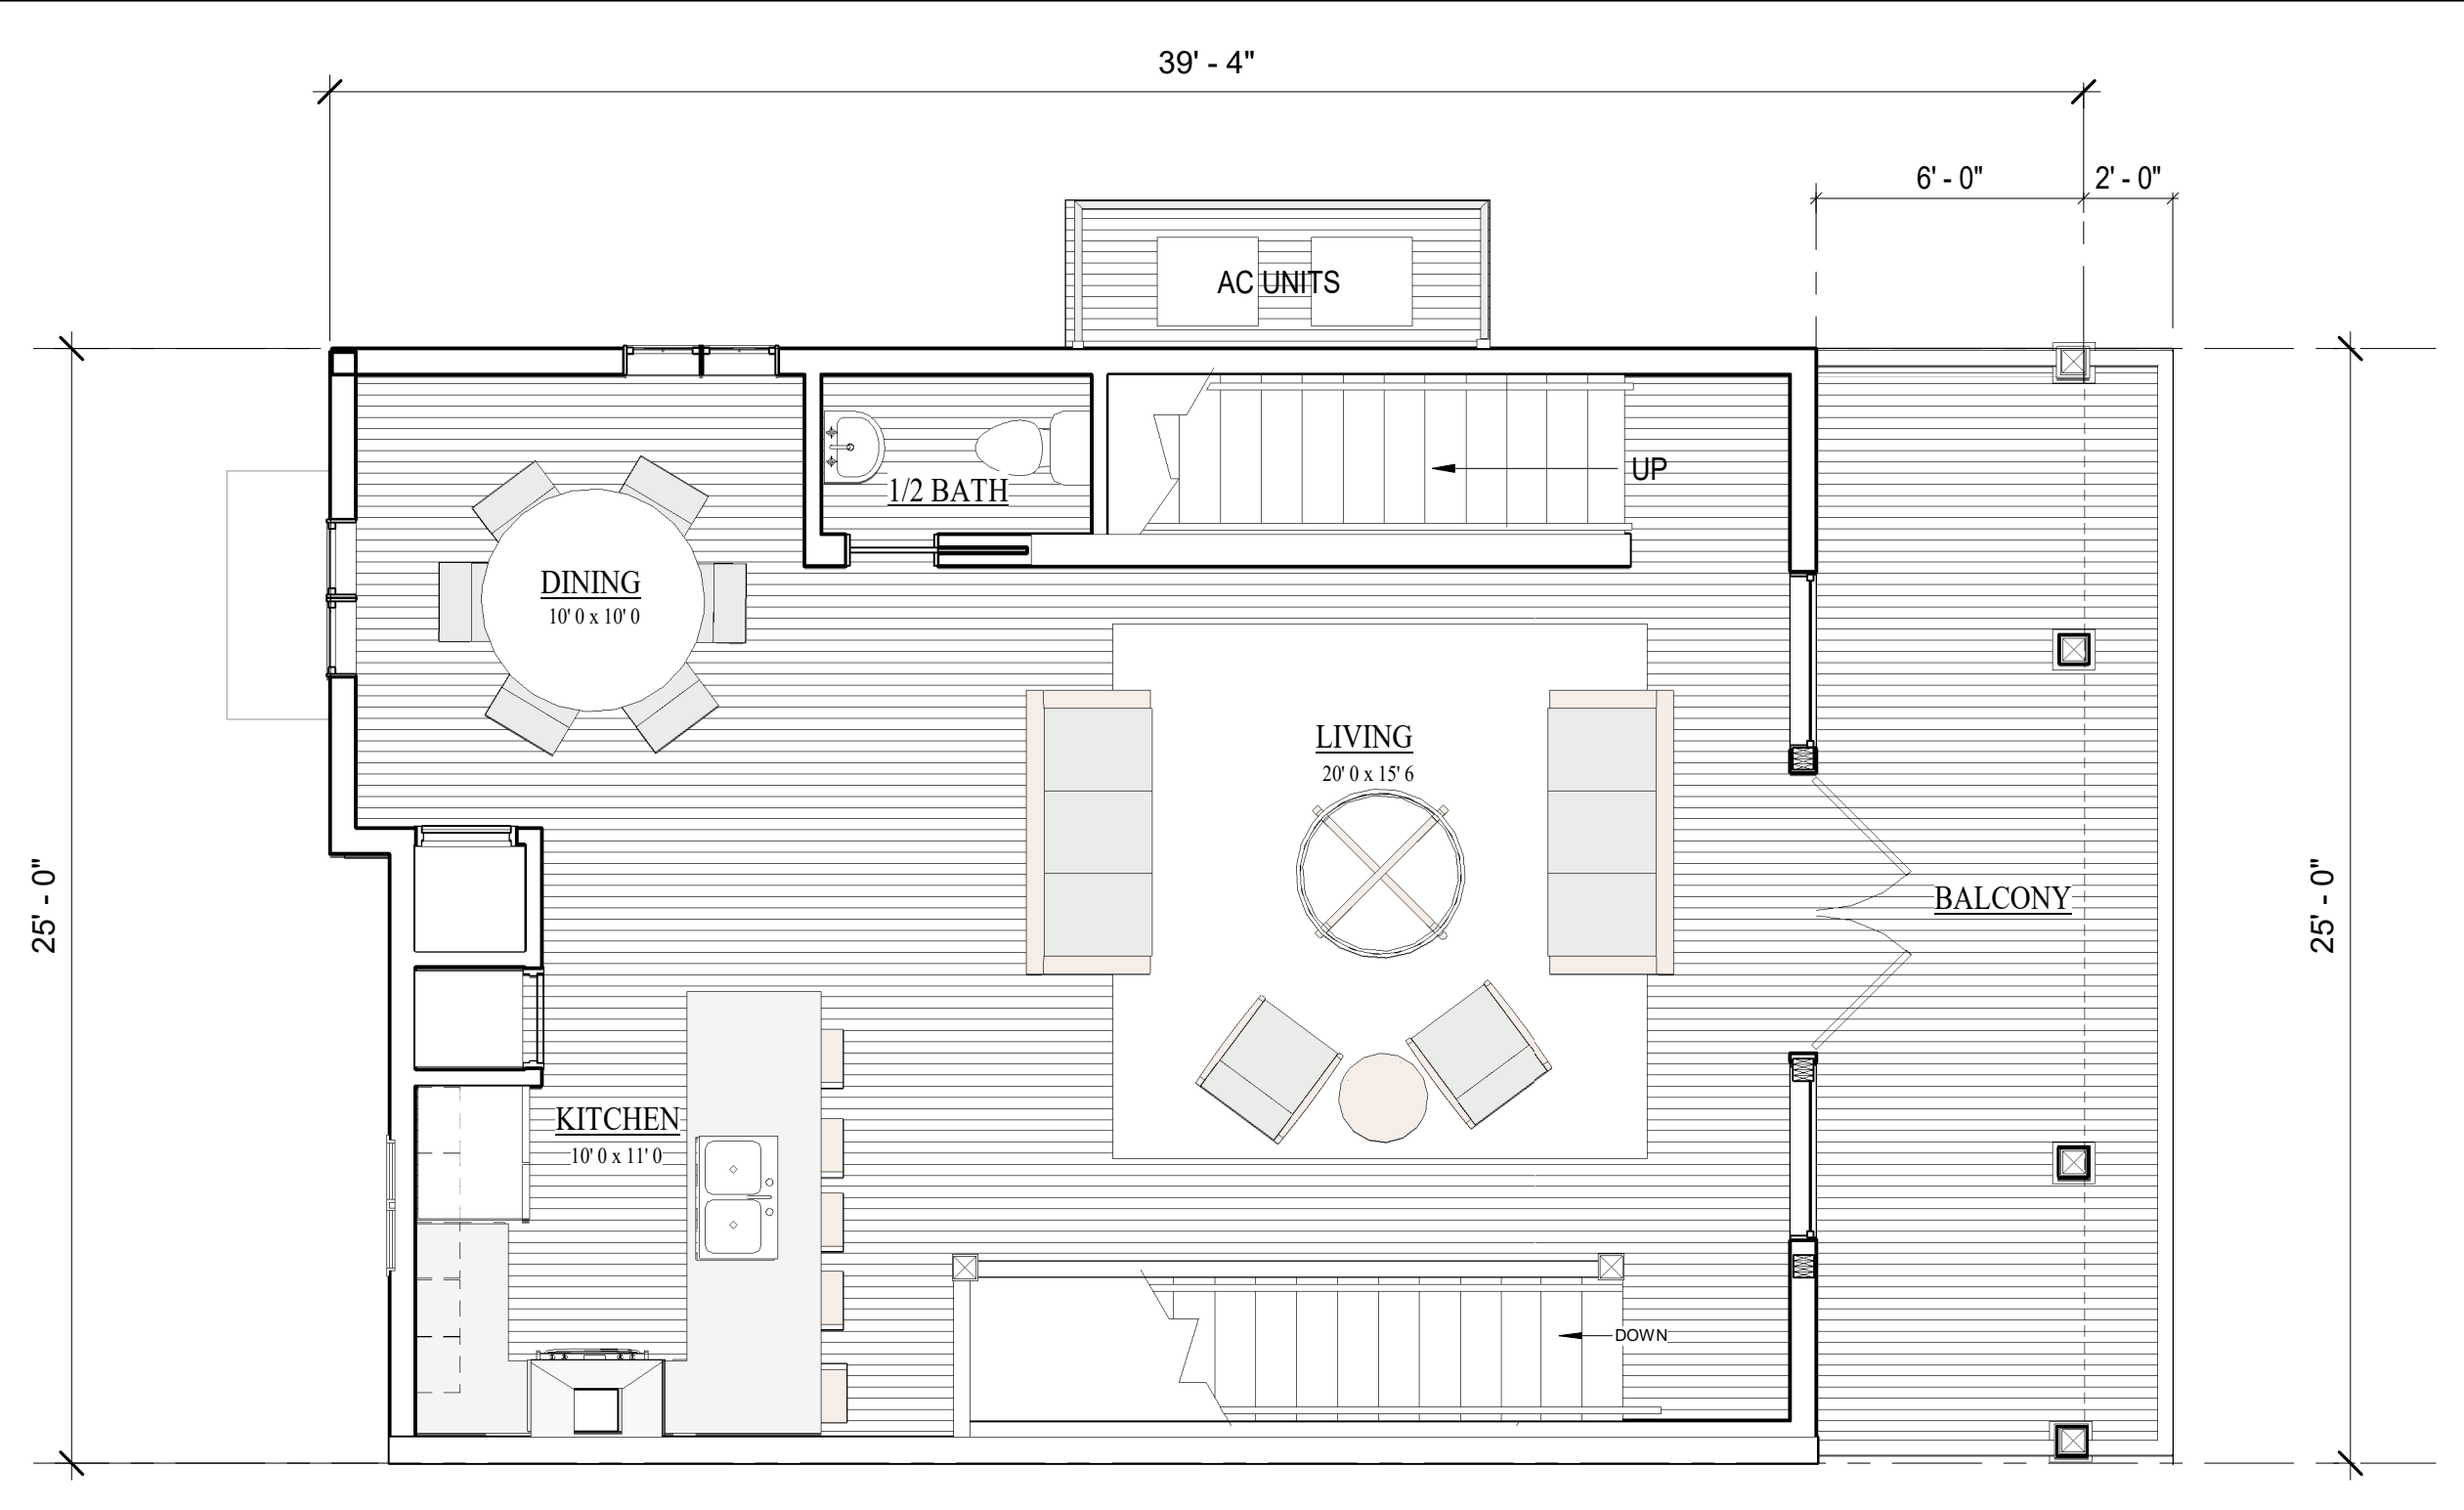 39' - 4"
6' - 0"
2' - 0"
AC UNITS
UP
1/2 BATH
DINING
10' 0 x 10' 0
LIVING
20' 0 x 15' 6
25' - 0"
BALCONY
25' - 0"
KITCHEN
10' 0 x 11' 0
DOWN